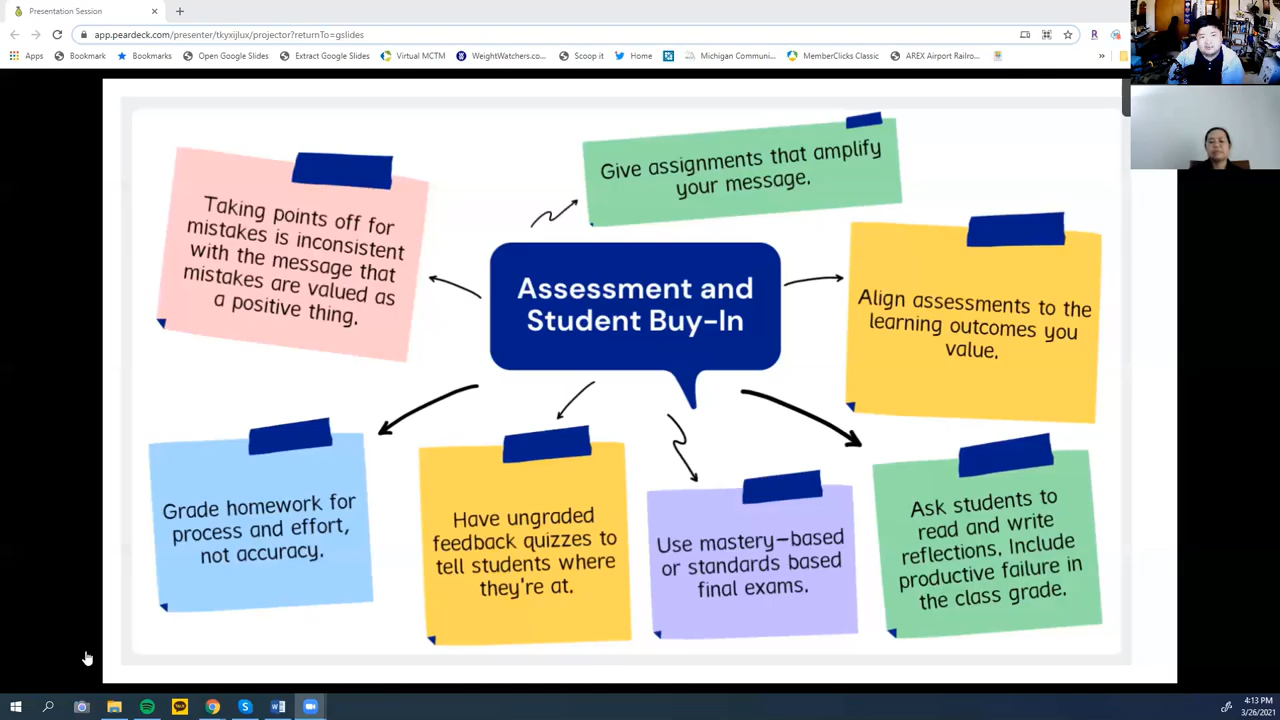 Presentation Session
app.peardeck.com/presenter/tkyxijlux/projector?returnTo=gslides
Apps
Bookmark
Bookmarks
Open Google Slides
Extract Google Slides
Virtual MCTM
WeightWatchers.co...
Scoop it
Home
Michigan Communi...
MemberClicks Classic
AREX Airport Railro...
Give assignments that amplify
your message.
Taking points off for
mistakes is inconsistent
with the message that
mistakes are valued as
a positive thing.
Assessment and
Student Buy-In
Align assessments to the
learning outcomes you
value.
Grade homework for
process and effort,
not accuracy.
Have ungraded
feedback quizzes to
tell students where
they're at.
Use mastery-based
or standards based
final exams.
Ask students to
read and write
reflections. Include
productive failure in
the class grade.
4:13 PM
3/26/2021